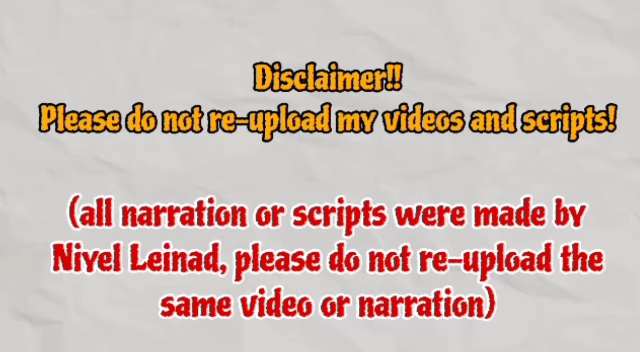 Disclaimer!!
Please do not re-upload my videos and scripts!
(all narration or scripts were made by
Nivel Leinad, please do not re-upload the
same video or narration)